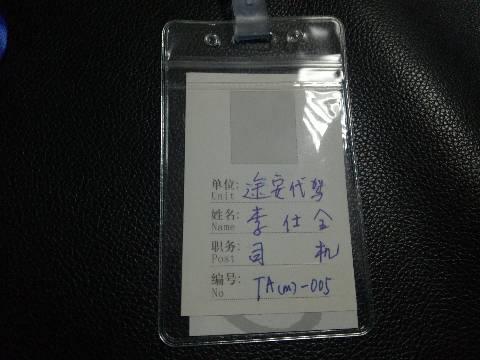 单位: 途安代驾
Unit
姓名: 李仕全
Name
职务: 司机
Post
编号: TA(m)-005
No